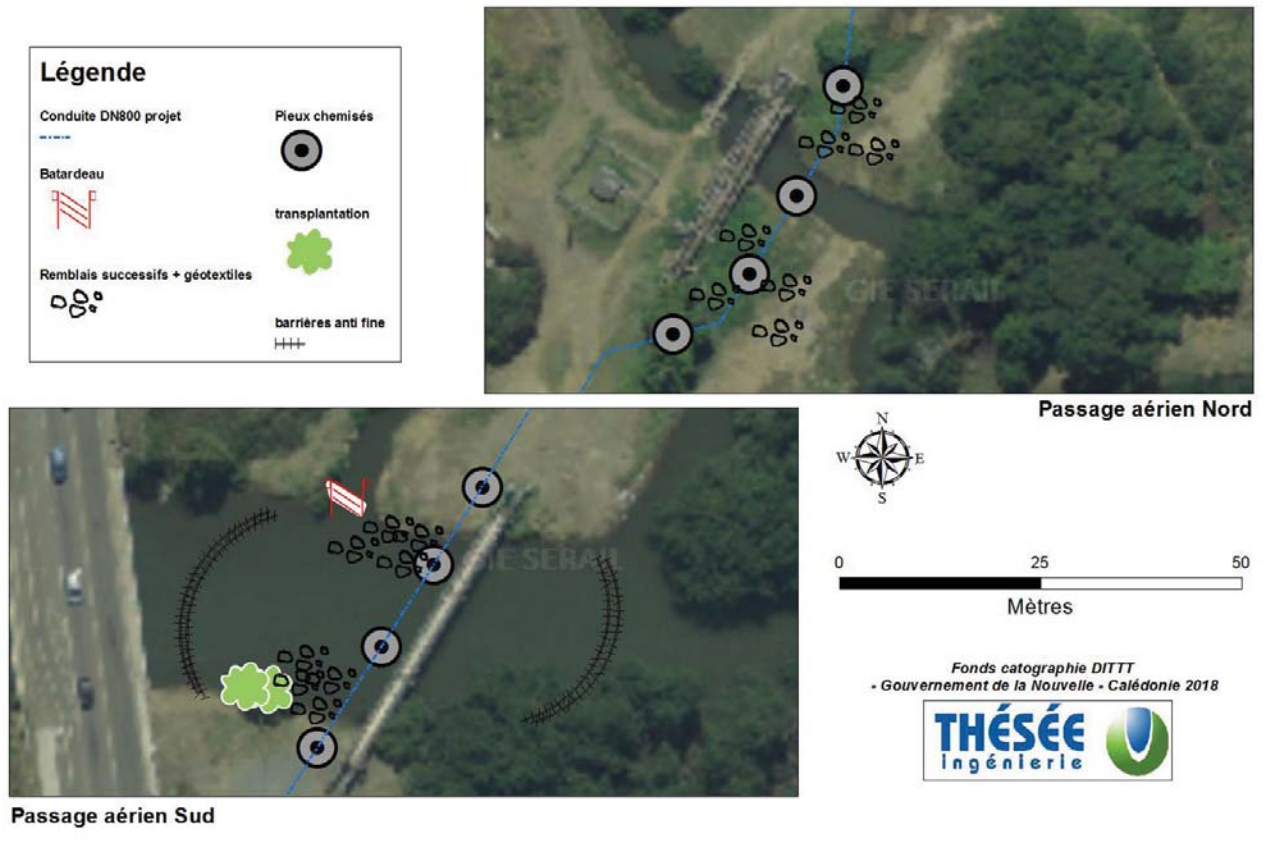 Légende
Conduite DN800 projet
Pieux chemisés
Batardeau
transplantation
Remblais successifs + géotextiles
barrières anti fine
GIE SERAIL
Passage aérien Nord
N
W E
S
GIE SERAIL
0 25 50
Mètres
Fonds catographie DITTT
- Gouvernement de la Nouvelle - Calédonie 2018
THÉSÉE
ingénierie
Passage aérien Sud